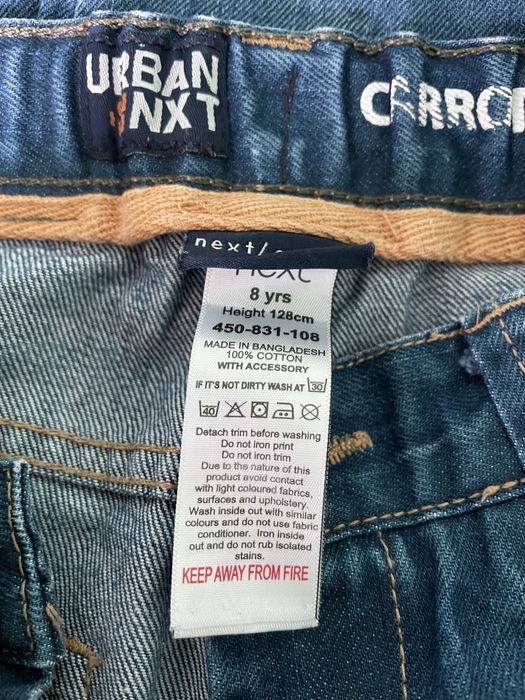 URBAN
NXT
next/
next
8 yrs
Height 128cm
450-831-108
MADE IN BANGLADESH
100% COTTON
WITH ACCESSORY
IF IT'S NOT DIRTY WASH AT 30
40
Detach trim before washing
Do not iron print
Do not iron trim
Due to the nature of this
product avoid contact
with light coloured fabrics,
surfaces and upholstery.
Wash inside out with similar
colours and do not use fabric
conditioner. Iron inside
out and do not rub isolated
stains.
KEEP AWAY FROM FIRE